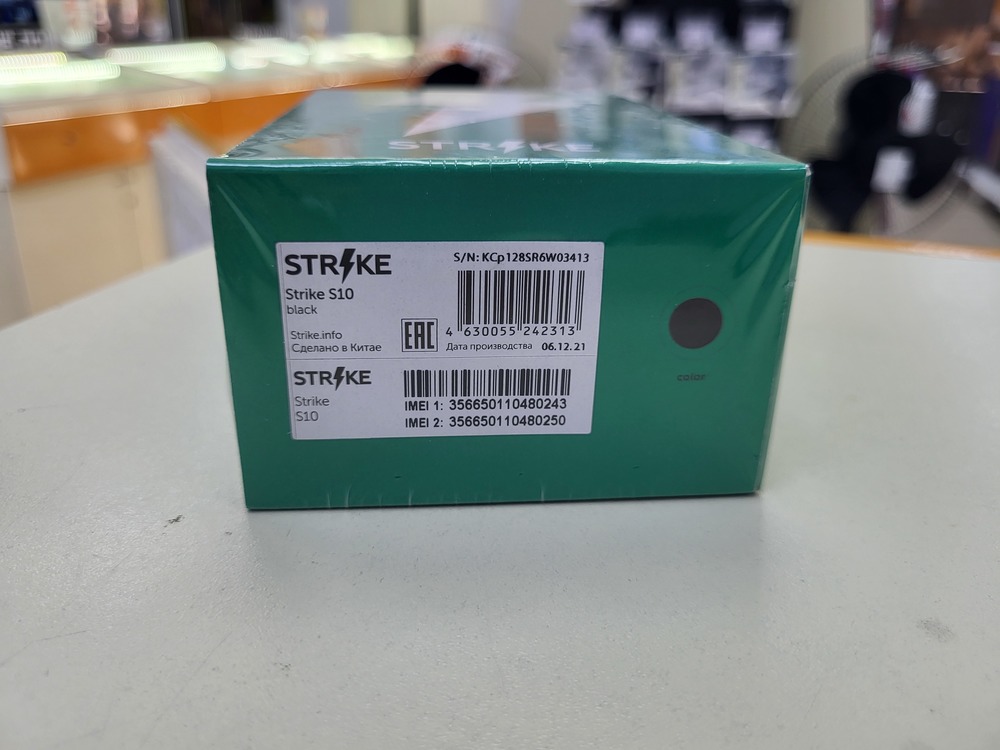 STRIKE
STRIKE
S/N: KCp128SR6W03413
Strike S10
black
Strike.info
Сделано в Китае
EAC
4 630055 242313
Дата производства 06.12.21
STRIKE
Strike
S10
IMEI 1: 356650110480243
IMEI 2: 356650110480250
color